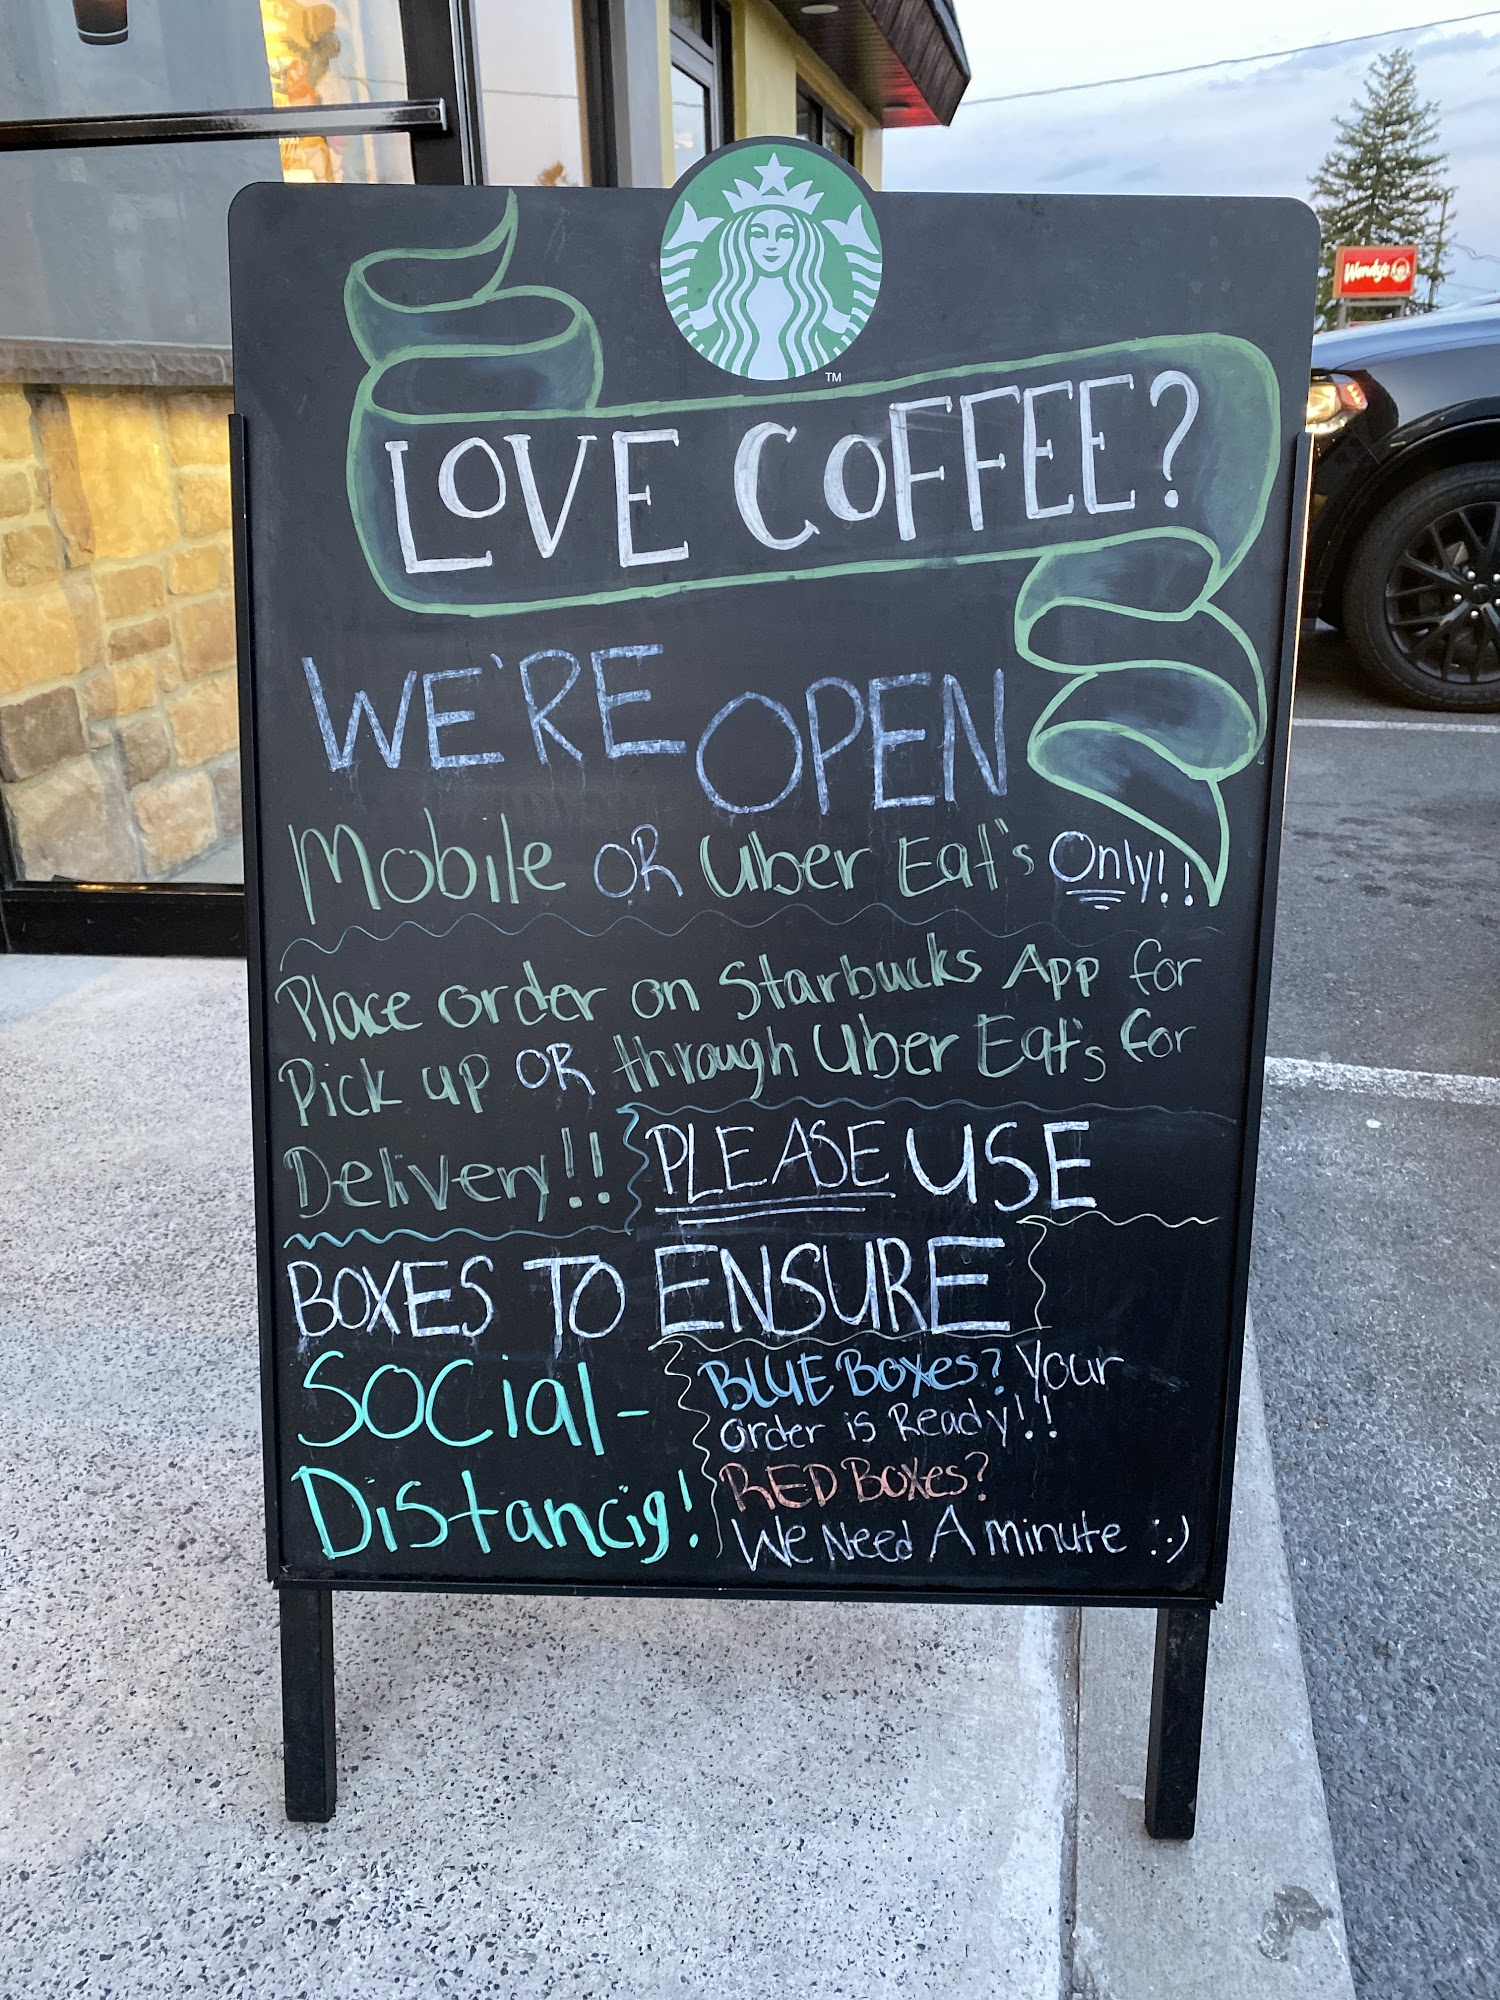 Wendy's
TM
LOVE COFFEE?
WE'RE OPEN
Mobile OR Uber Eat's Only!!
Place order on Starbucks App for
Pick up OR through Uber Eat's for
Delivery!! PLEASE USE
BOXES TO ENSURE
SOCial-
DiStancig!
BLUE Boxes? Your
Order is Ready!!
RED Boxes?
We Need A minute :)